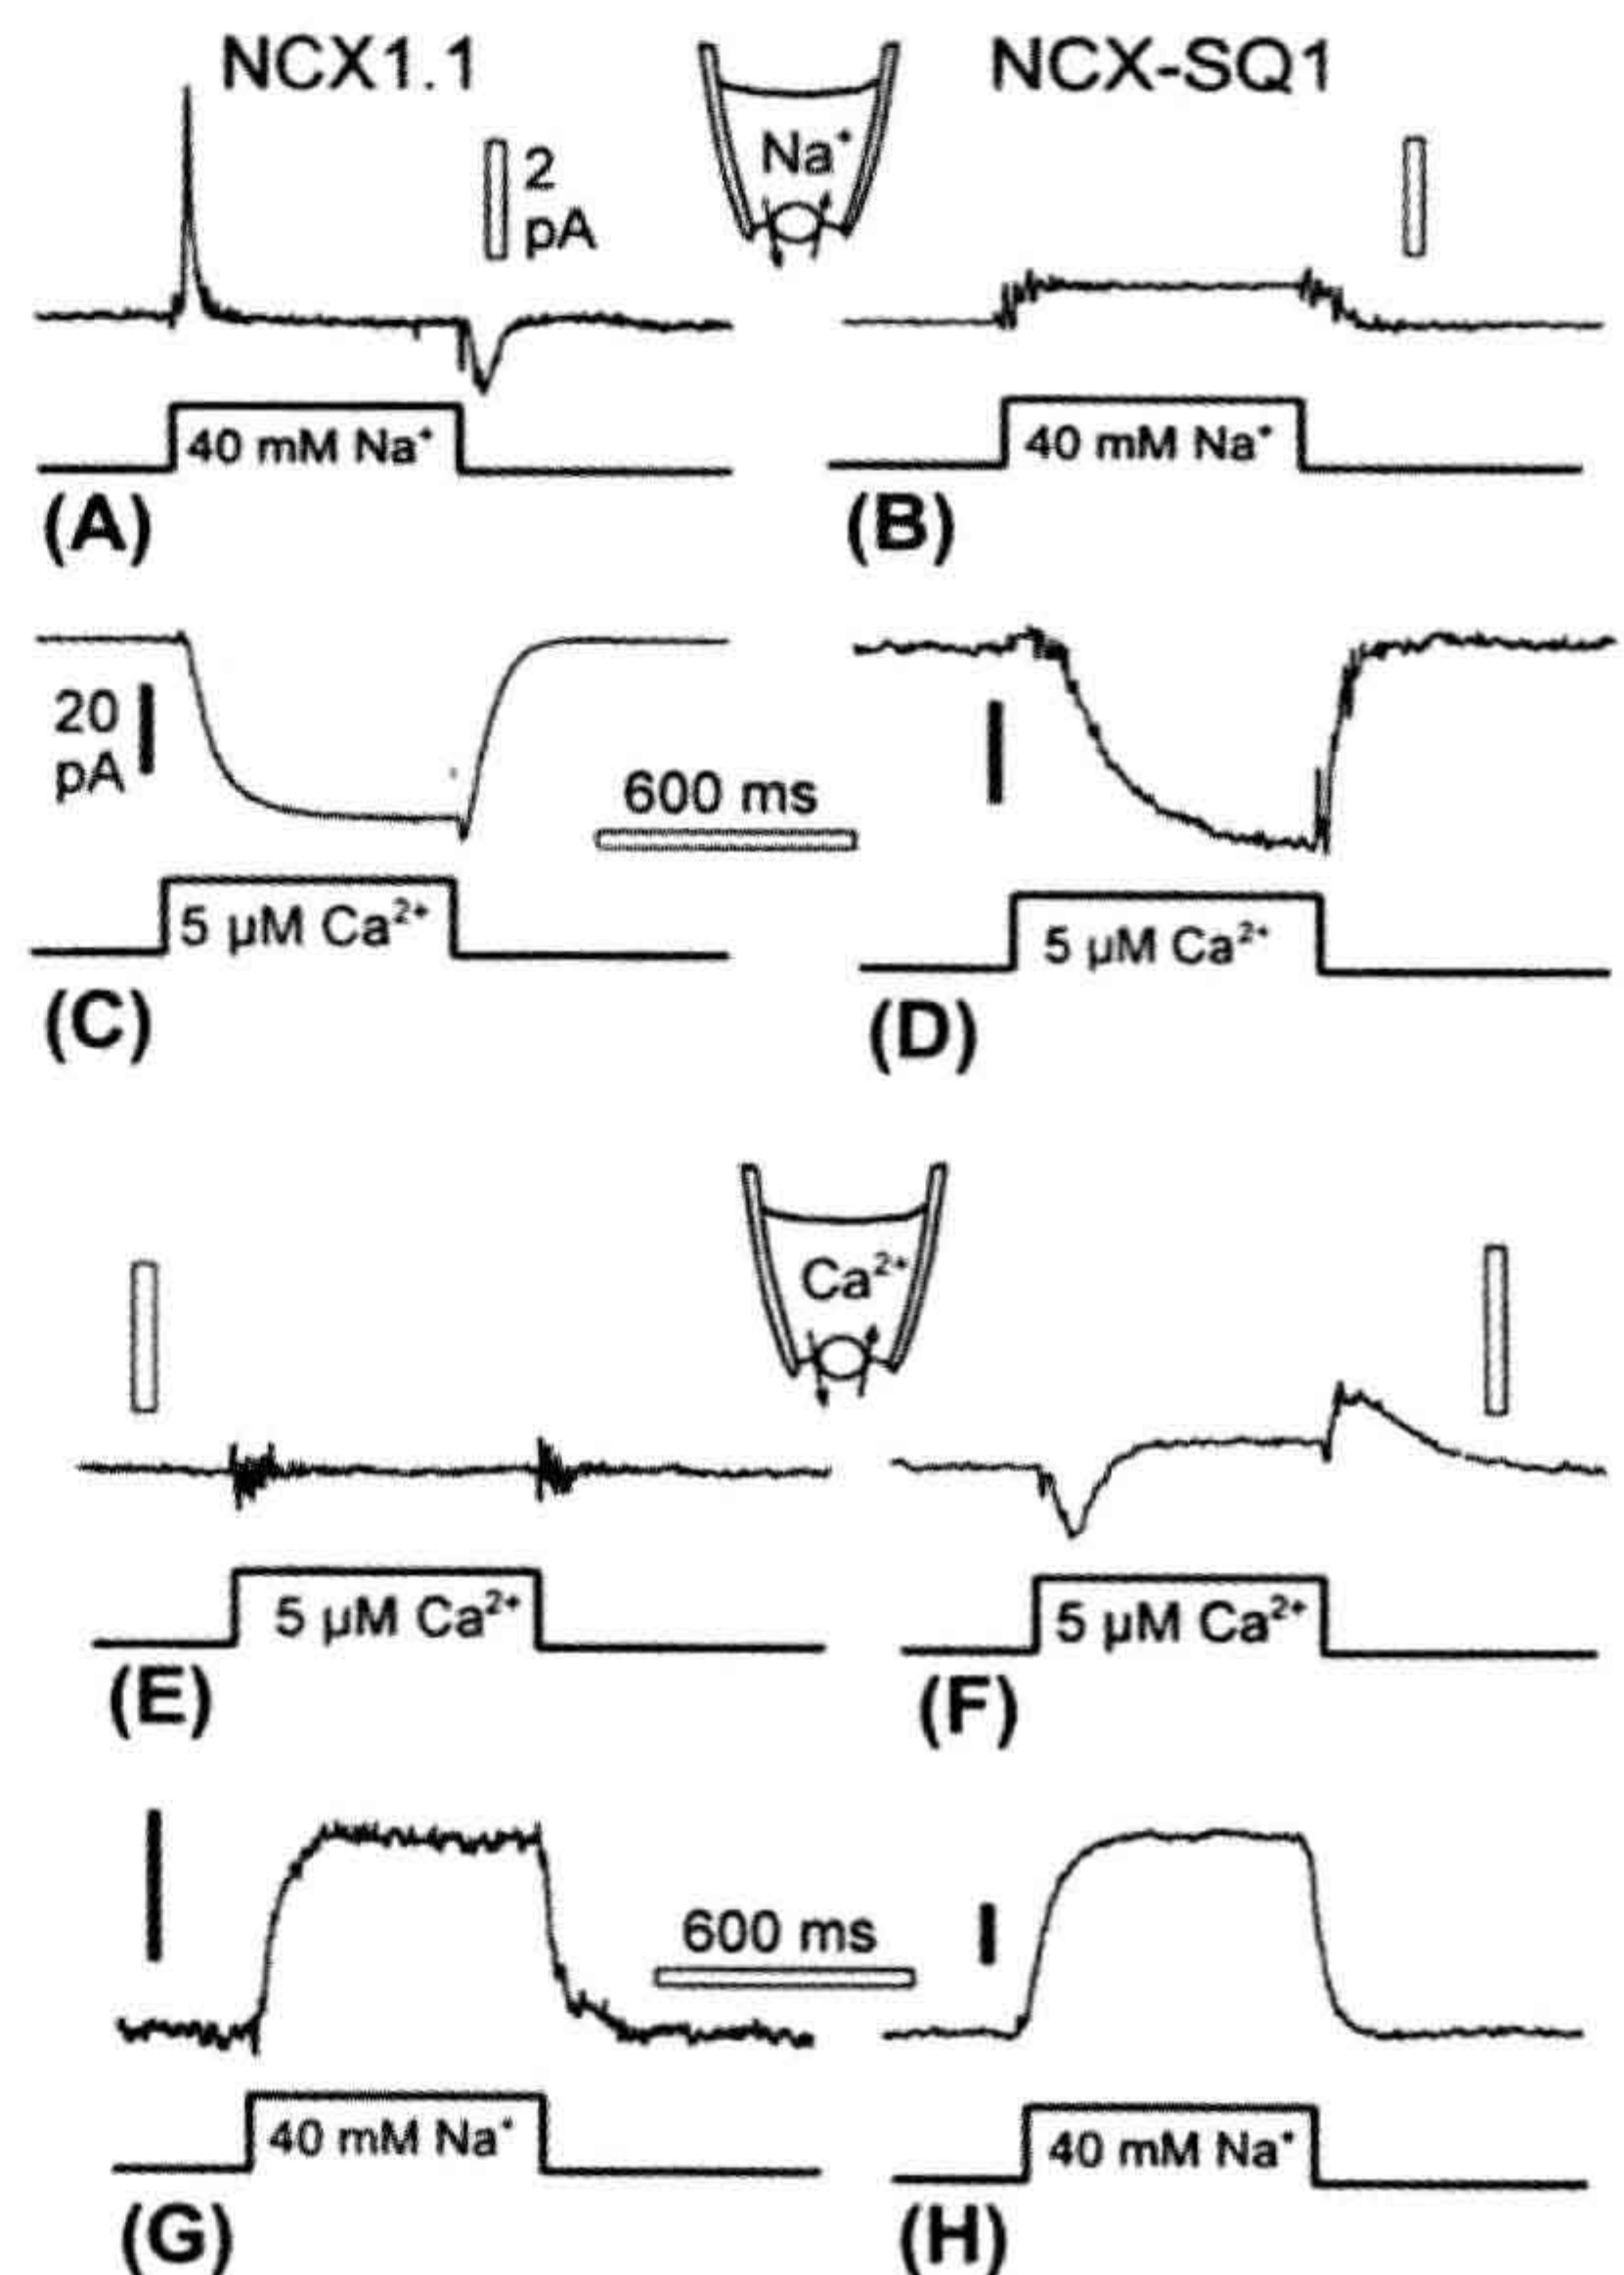 NCX1.1
NCX-SQ1
2
pA
Na⁺
40 mM Na⁺
40 mM Na⁺
(A)
(B)
20
pA
600 ms
5 µM Ca²⁺
5 µM Ca²⁺
(C)
(D)
Ca²⁺
5 µM Ca²⁺
5 µM Ca²⁺
(E)
(F)
600 ms
40 mM Na⁺
40 mM Na⁺
(G)
(H)